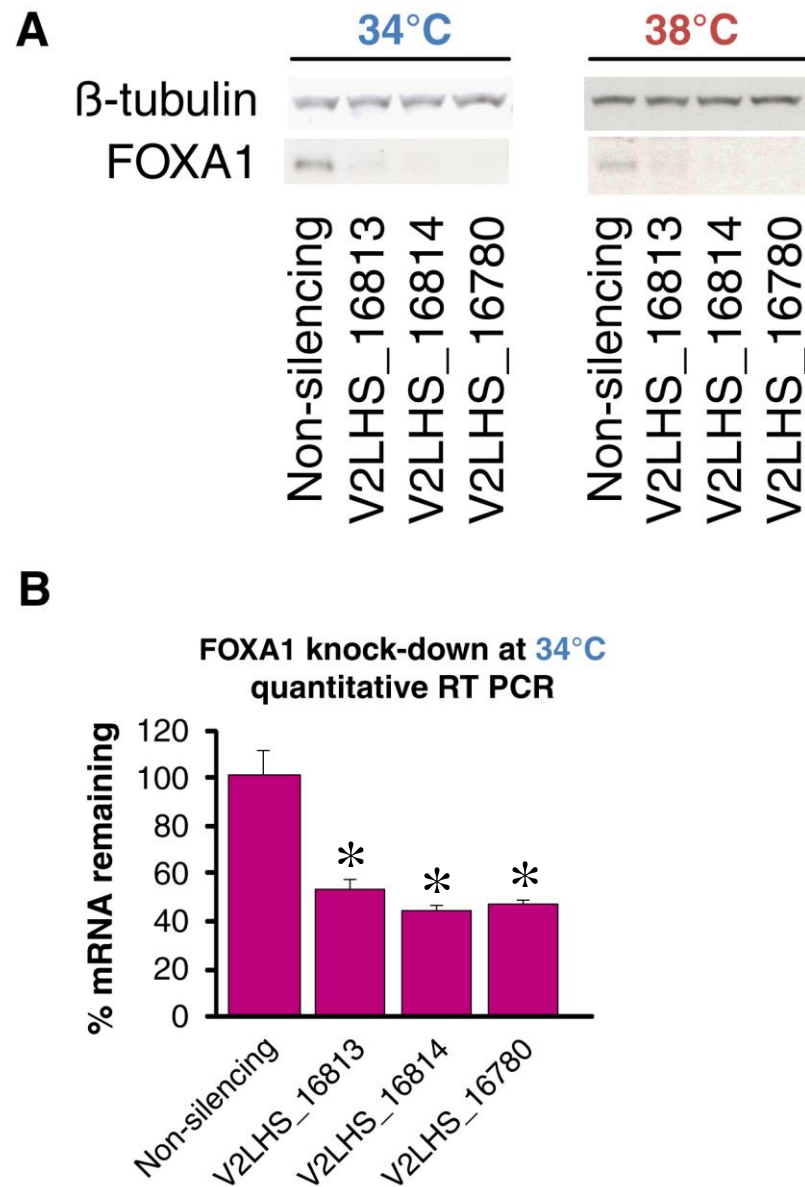 A
34°C
38°C
ß-tubulin
FOXA1
Non-silencing
V2LHS_16813
V2LHS_16814
V2LHS_16780
Non-silencing
V2LHS_16813
V2LHS_16814
V2LHS_16780
B
FOXA1 knock-down at 34°C
quantitative RT PCR
% mRNA remaining
120
100
80
60
40
20
0
*
*
*
Non-silencing
V2LHS_16813
V2LHS_16814
V2LHS_16780